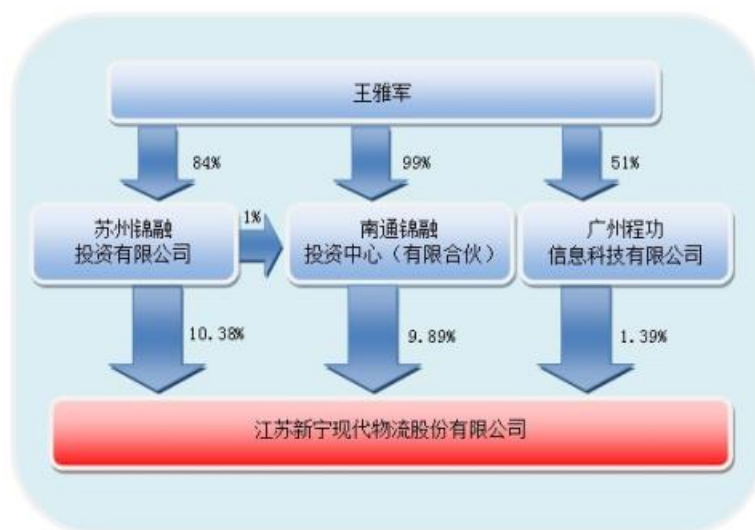 王雅军
84%
99%
51%
苏州锦融
投资有限公司
1%
南通锦融
投资中心（有限合伙）
广州程功
信息科技有限公司
10.38%
9.89%
1.39%
江苏新宁现代物流股份有限公司